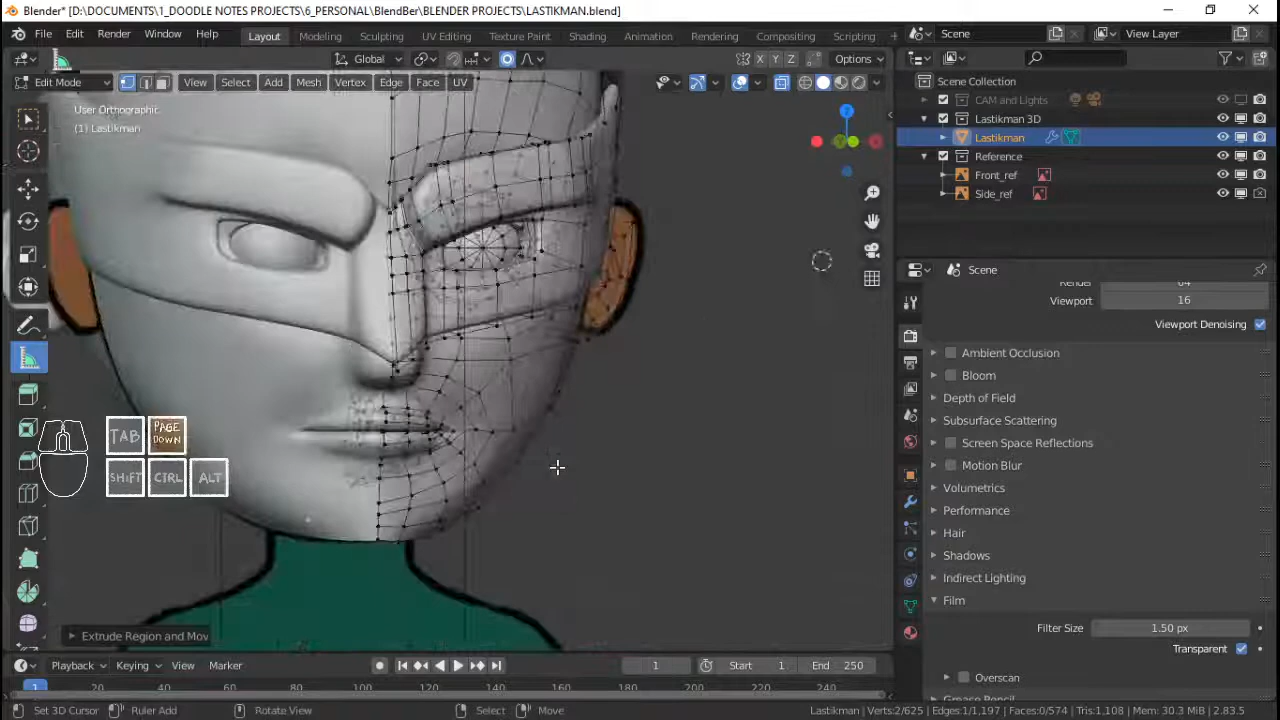 Blender* [D:\DOCUMENTS\1_DOODLE NOTES PROJECTS\6_PERSONAL\BlendBer\BLENDER PROJECTS\LASTIKMAN.blend]
File Edit Render Window Help Layout Modeling Sculpting UV Editing Texture Paint Shading Animation Rendering Compositing Scripting Scene View Layer
Global X Y Z Options
Edit Mode View Select Add Mesh Vertex Edge Face UV
User Orthographic
(1) Lastikman
Scene Collection
CAM and Lights
Lastikman 3D
Lastikman
Reference
Front_ref
Side_ref
Scene
Viewport 16
Viewport Denoising
Ambient Occlusion
Bloom
Depth of Field
Subsurface Scattering
Screen Space Reflections
Motion Blur
Volumetrics
Performance
Hair
Shadows
Indirect Lighting
Film
Filter Size 1.50 px
Transparent
Overscan
TAB PAGE DOWN
SHiFT CTRL ALT
Extrude Region and Mov
Playback Keying View Marker 1 Start 1 End 250
1 20 40 60 80 100 120 140 160 180 200 220 240
Set 3D Cursor Ruler Add Rotate View Select Move Lastikman | Verts:2/625 | Edges:1/1,197 | Faces:0/574 | Tris:1,108 | Mem: 30.3 MiB | 2.83.5